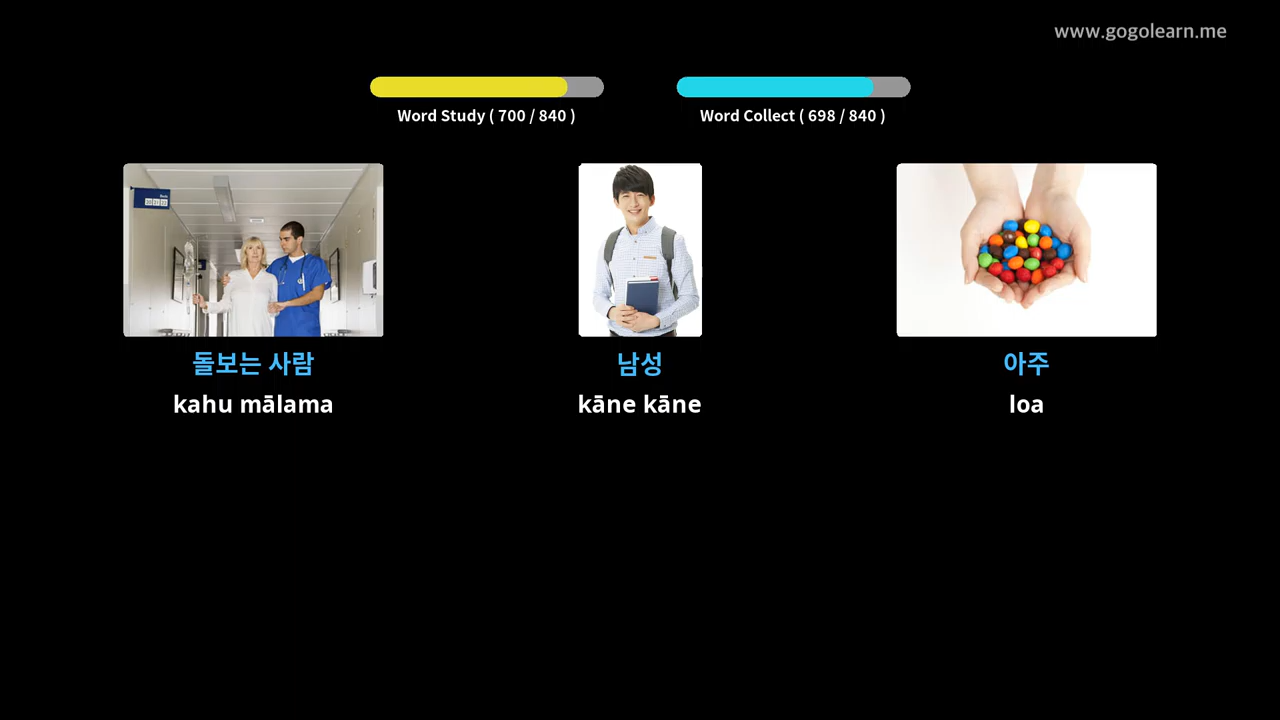 www.gogolearn.me
Word Study ( 700 / 840 )
Word Collect ( 698 / 840 )
돌보는 사람
남성
아주
kahu mālama
kāne kāne
loa